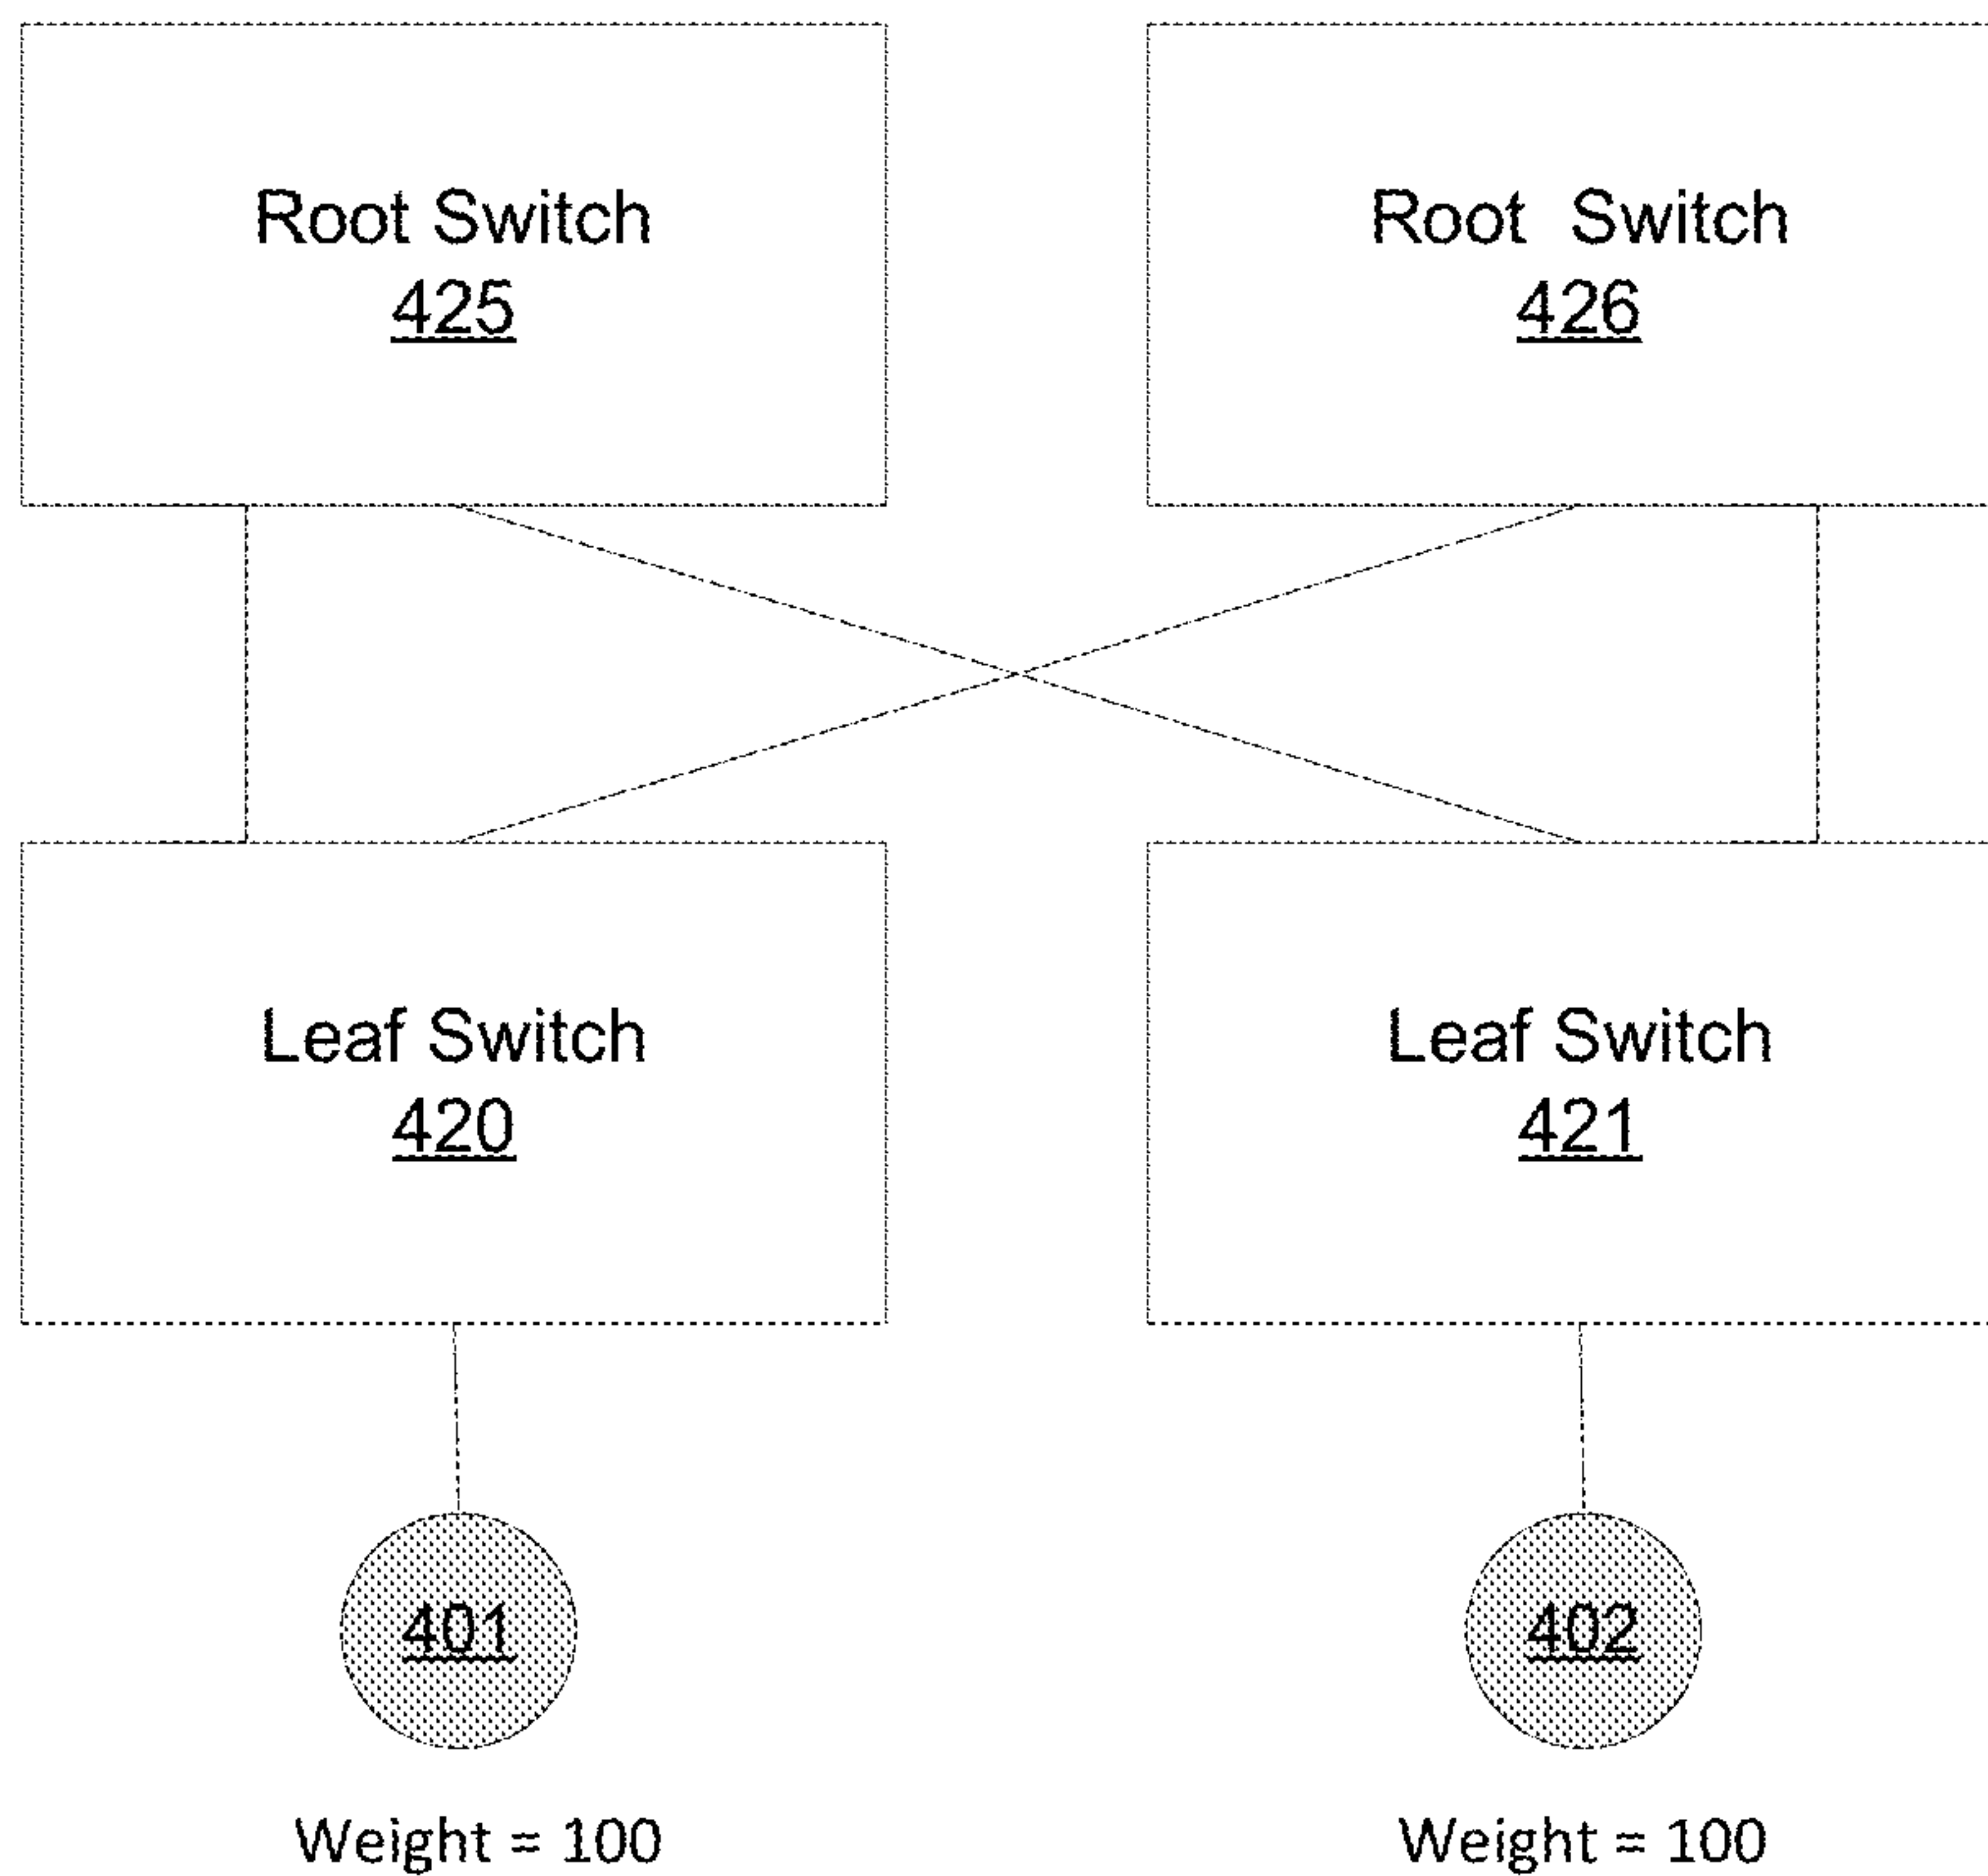 Root Switch
425
Root Switch
426
Leaf Switch
420
Leaf Switch
421
401
402
Weight = 100
Weight = 100